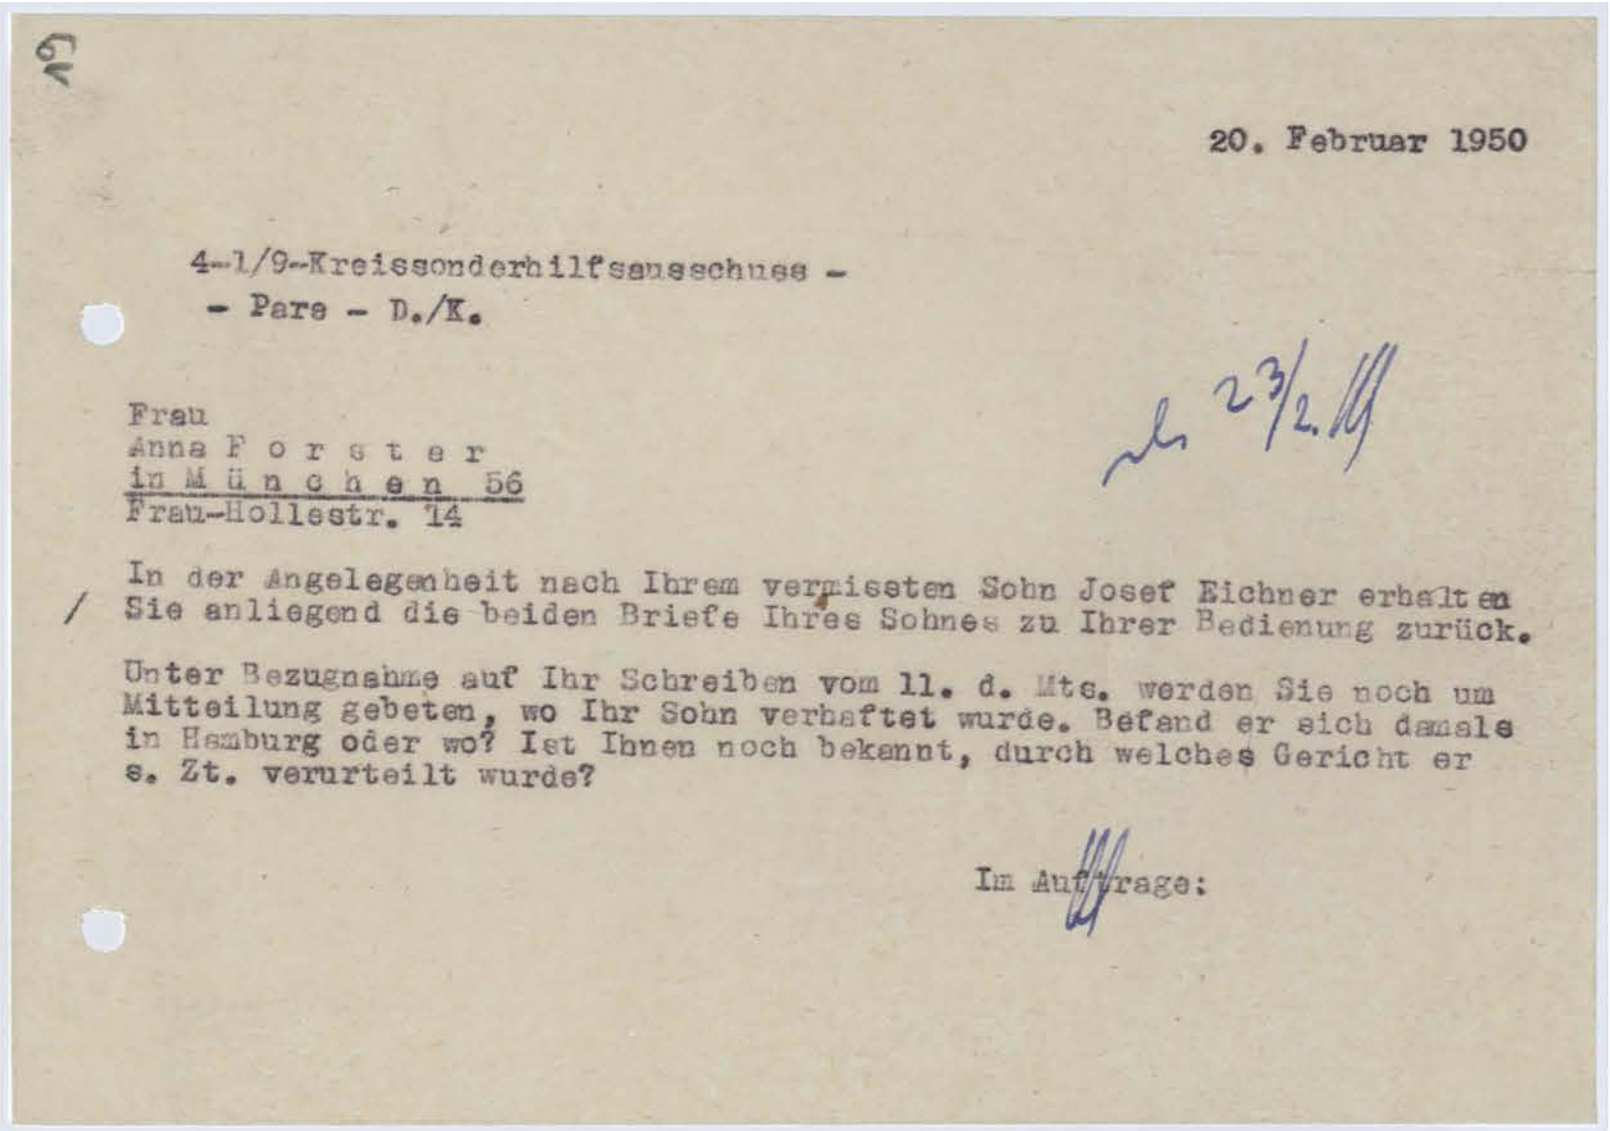 20. Februar 1950
4-1/9-Kreissonderhilfsausschuss -
- Pars - D./K.
23/2.
Frau
Anna F o r s t e r
in M ü n c h e n 56
Frau-Hollestr. 14
In der Angelegenheit nach Ihrem vermissten Sohn Josef Eichner erhalten
/ Sie anliegend die beiden Briefe Ihres Sohnes zu Ihrer Bedienung zurück.
Unter Bezugnahme auf Ihr Schreiben vom 11. d. Mts. werden Sie noch um
Mitteilung gebeten, wo Ihr Sohn verhaftet wurde. Befand er sich damals
in Hamburg oder wo? Ist Ihnen noch bekannt, durch welches Gericht er
s. Zt. verurteilt wurde?
Im Auftrage: